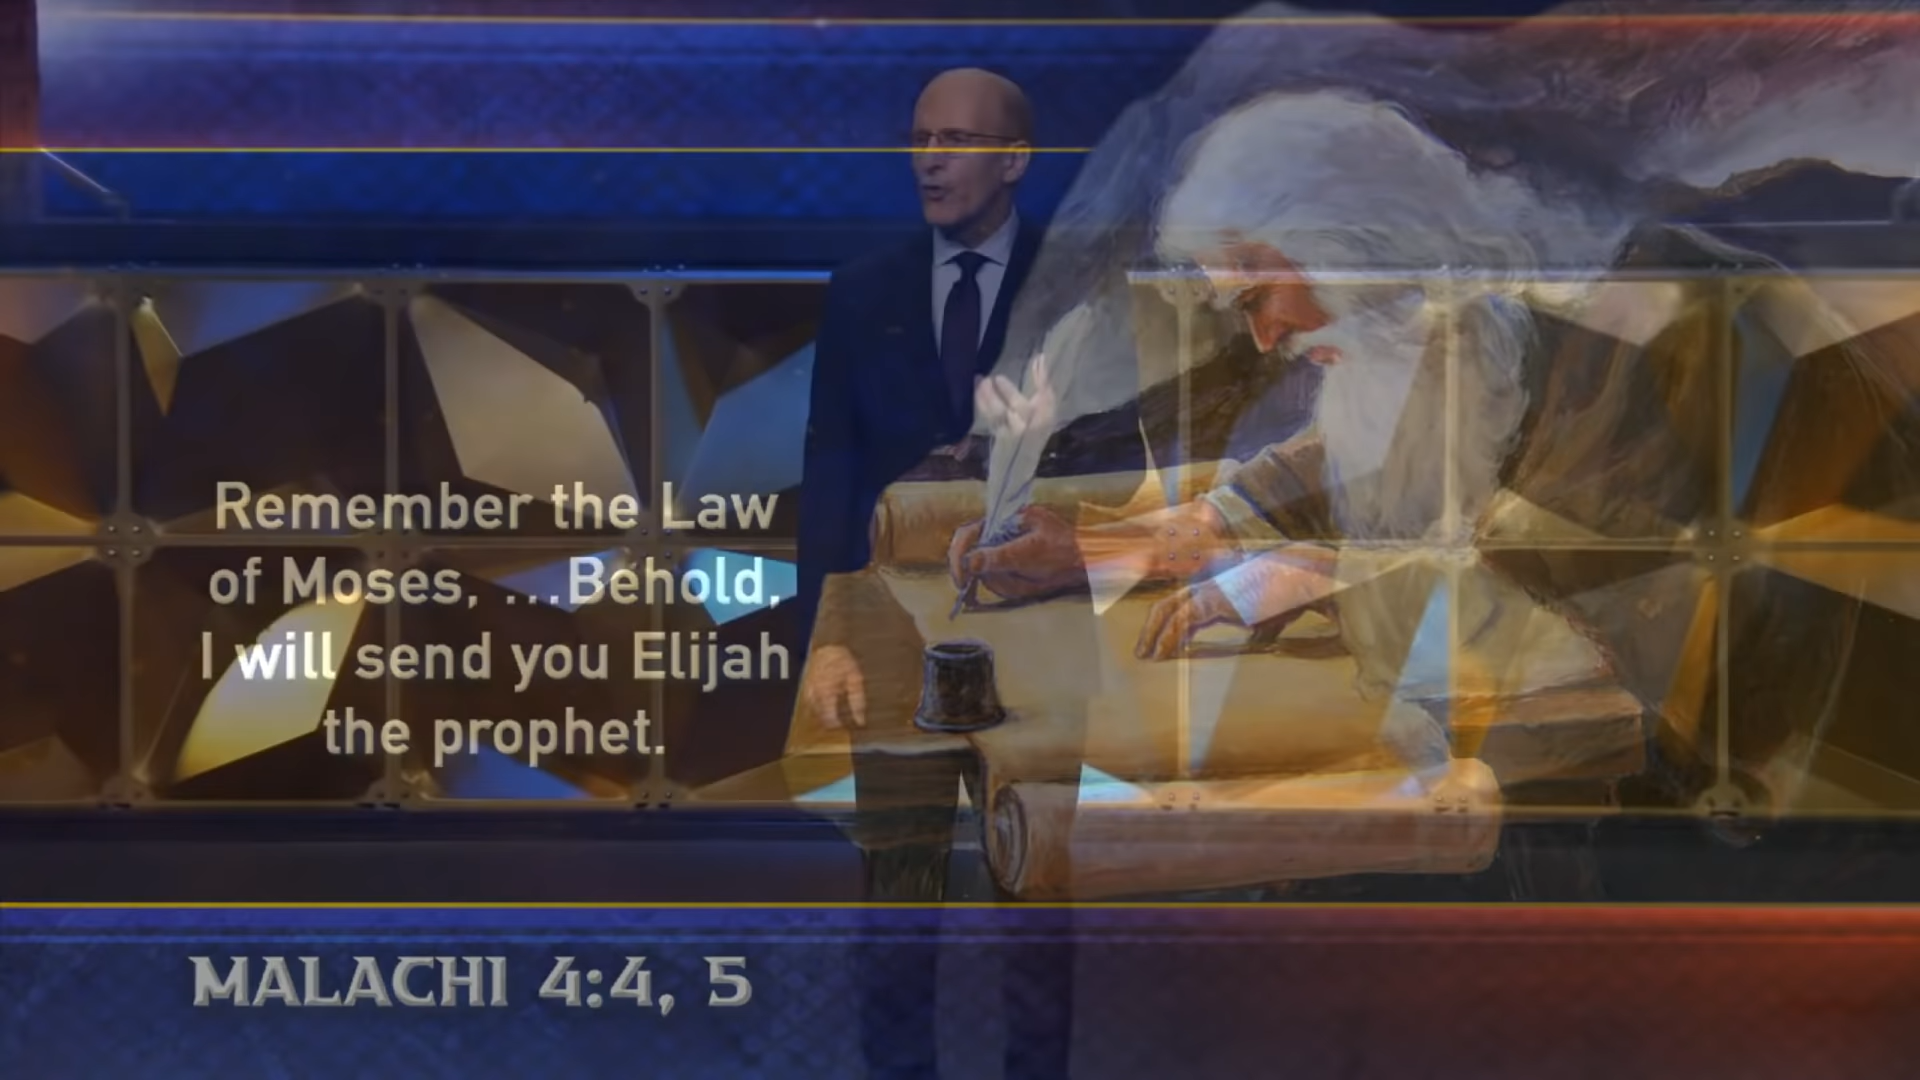 Remember the Law
of Moses, ...Behold,
I will send you Elijah
the prophet.
MALACHI 4:4, 5